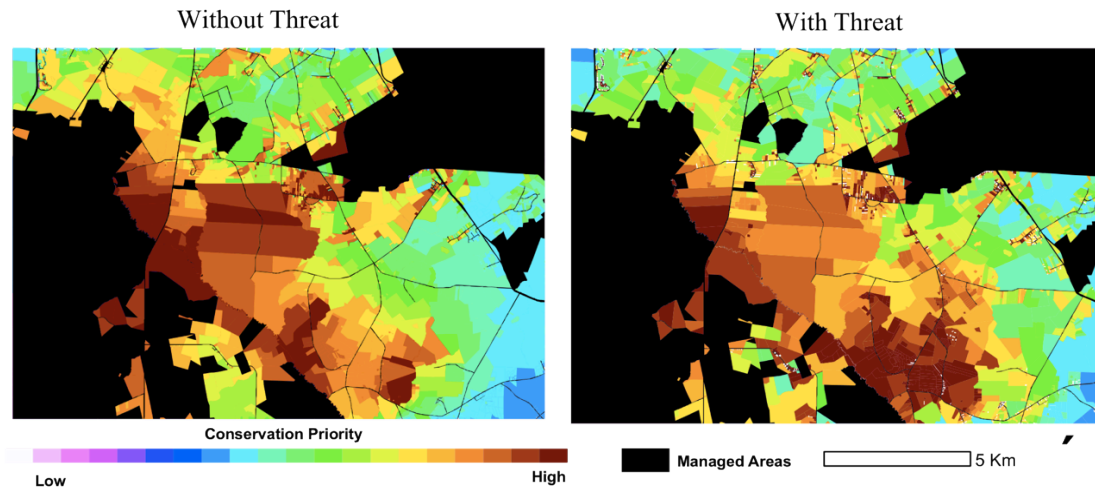 Without Threat
With Threat
Conservation Priority
Low
High
Managed Areas
5 Km